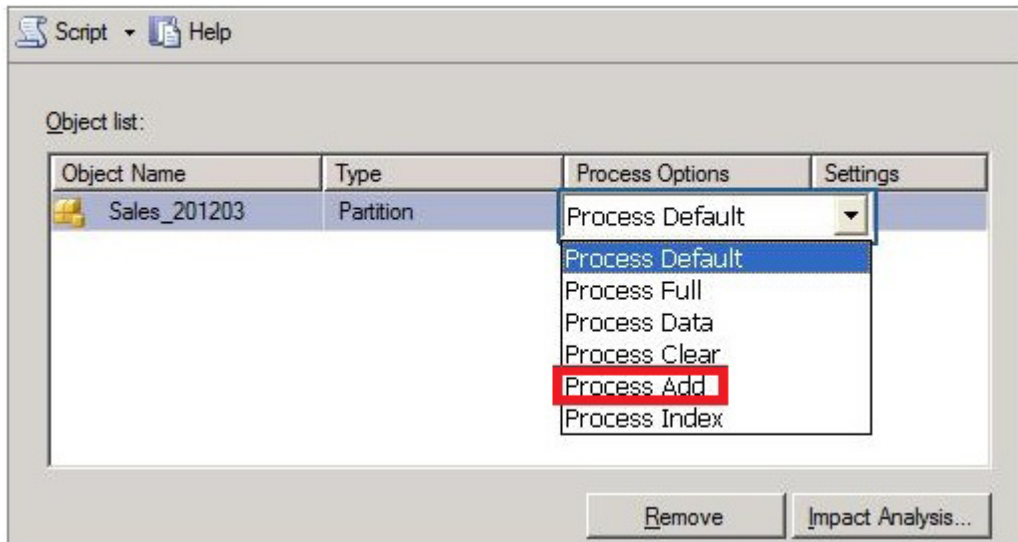 Script Help
Object list:
Object Name Type Process Options Settings
Sales_201203 Partition Process Default
Process Default
Process Full
Process Data
Process Clear
Process Add
Process Index
Remove Impact Analysis...